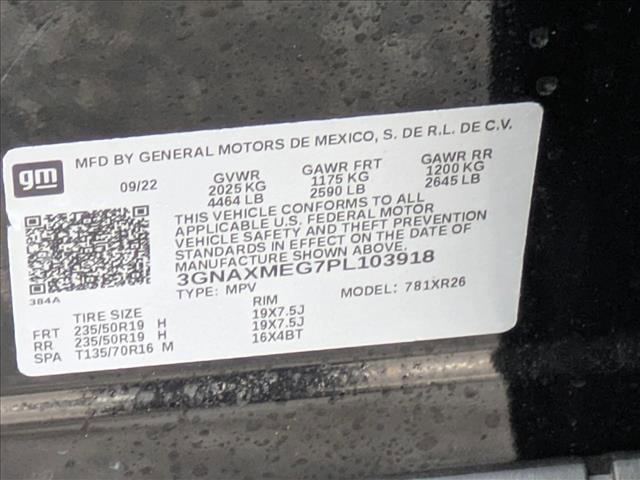 MFD BY GENERAL MOTORS DE MEXICO, S. DE R.L. DE C.V.
gm
09/22 GVWR GAWR FRT GAWR RR
2025 KG 1175 KG 1200 KG
4464 LB 2590 LB 2645 LB
THIS VEHICLE CONFORMS TO ALL
APPLICABLE U.S. FEDERAL MOTOR
VEHICLE SAFETY AND THEFT PREVENTION
STANDARDS IN EFFECT ON THE DATE OF
MANUFACTURE SHOWN ABOVE.
3GNAXMEG7PL103918
384A
TYPE: MPV MODEL: 781XR26
TIRE SIZE RIM
FRT 235/50R19 H 19X7.5J
RR 235/50R19 H 19X7.5J
SPA T135/70R16 M 16X4BT